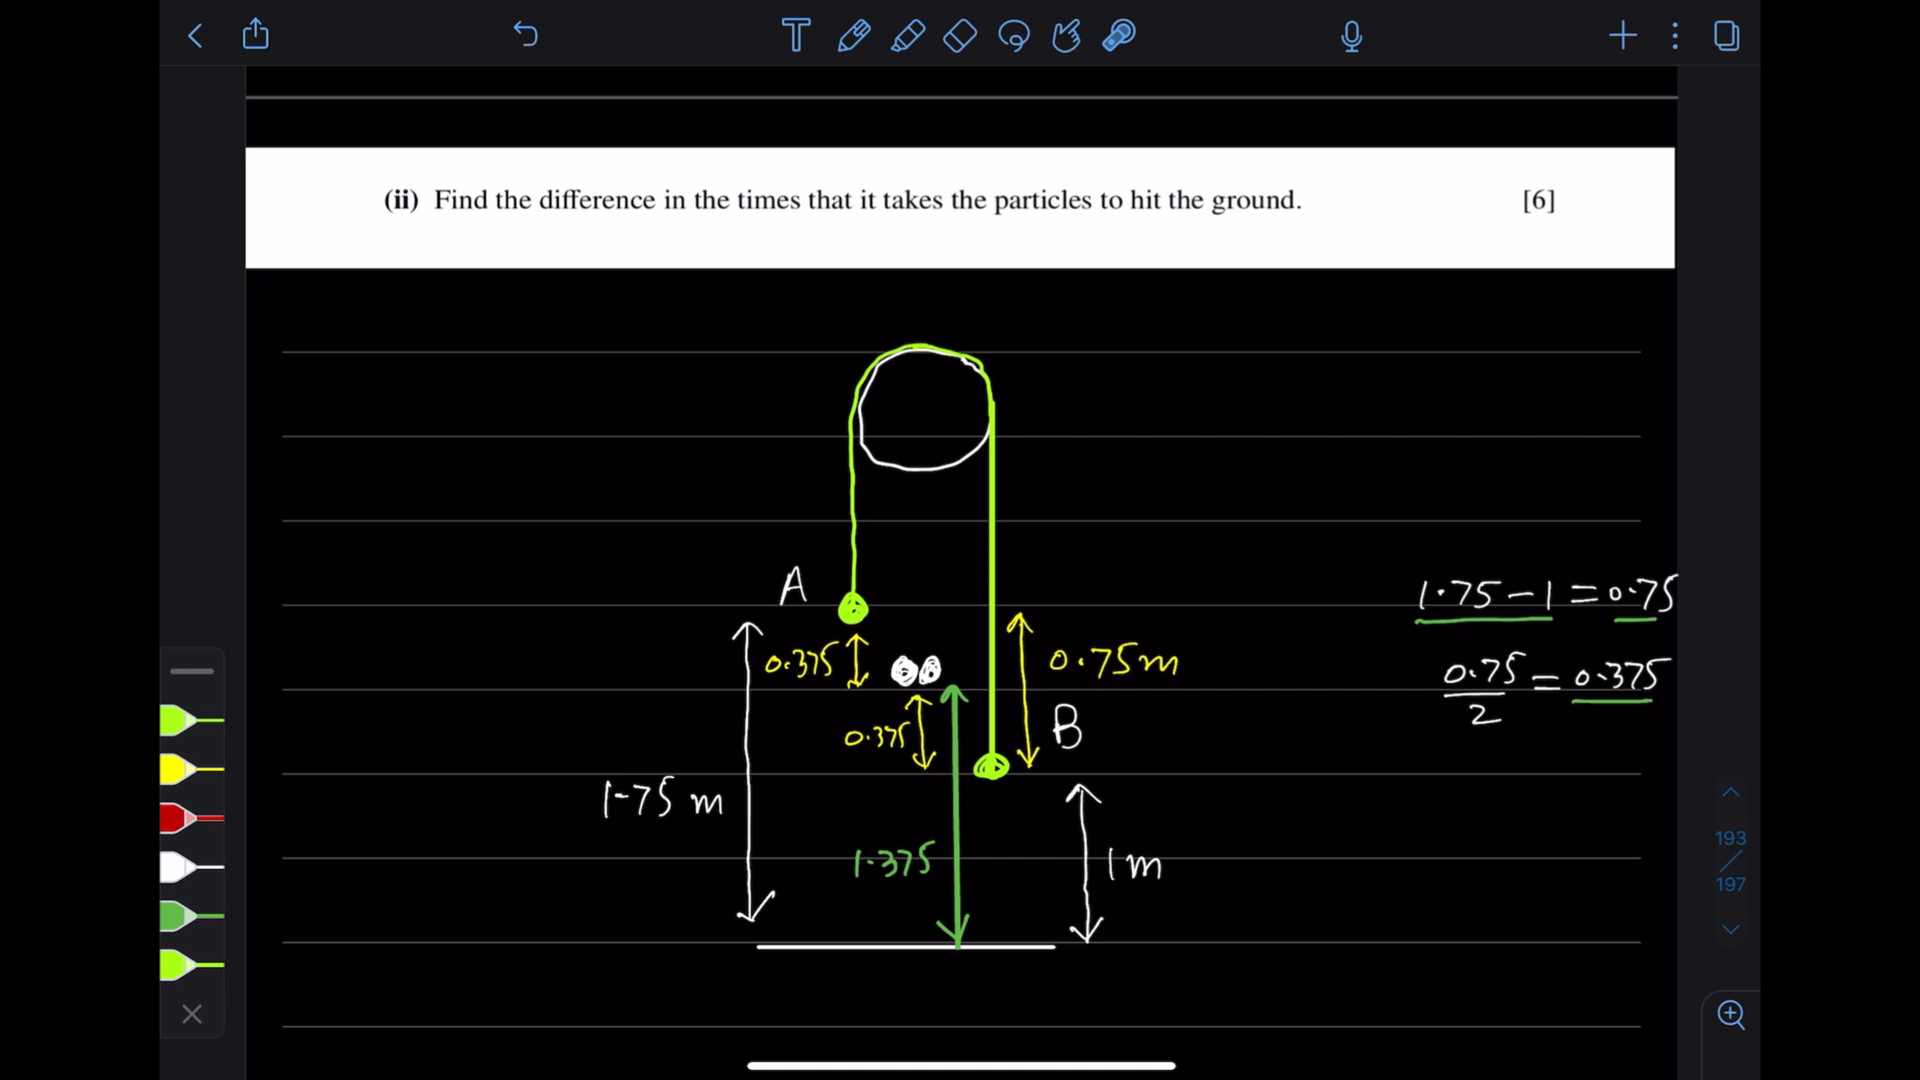 T
(ii) Find the difference in the times that it takes the particles to hit the ground. [6]
A
1.75 - 1 = 0.75
0.375
0.75m
0.75
2
= 0.375
B
0.375
1.75 m
1.375
1m
193
197